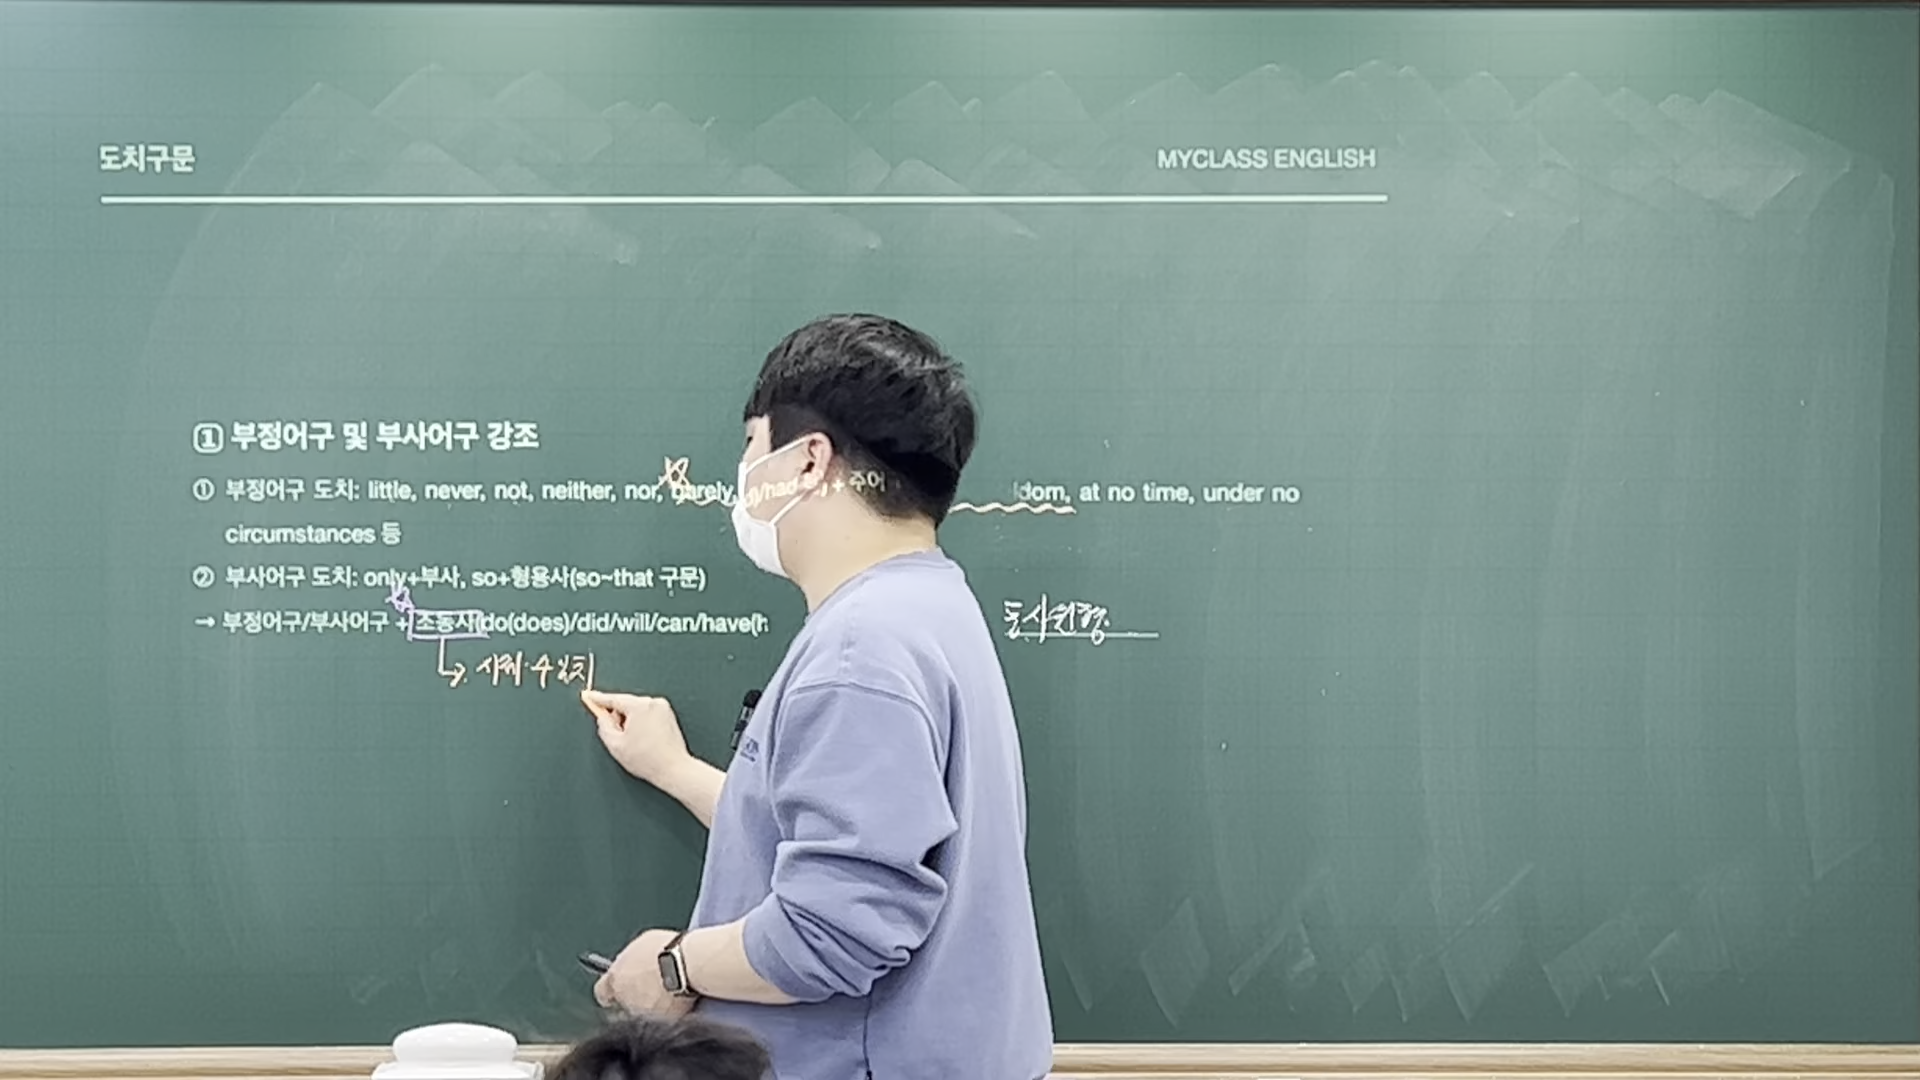 도치구문
MYCLASS ENGLISH
1 부정어구 및 부사어구 강조
① 부정어구 도치: little, never, not, neither, nor, barely, at no time, under no
circumstances 등
② 부사어구 도치: only+부사, so+형용사(so~that 구문)
→ 부정어구/부사어구 + 조동사(do(does)/did/will/can/have( + 주어
동사원형
시제·수일치